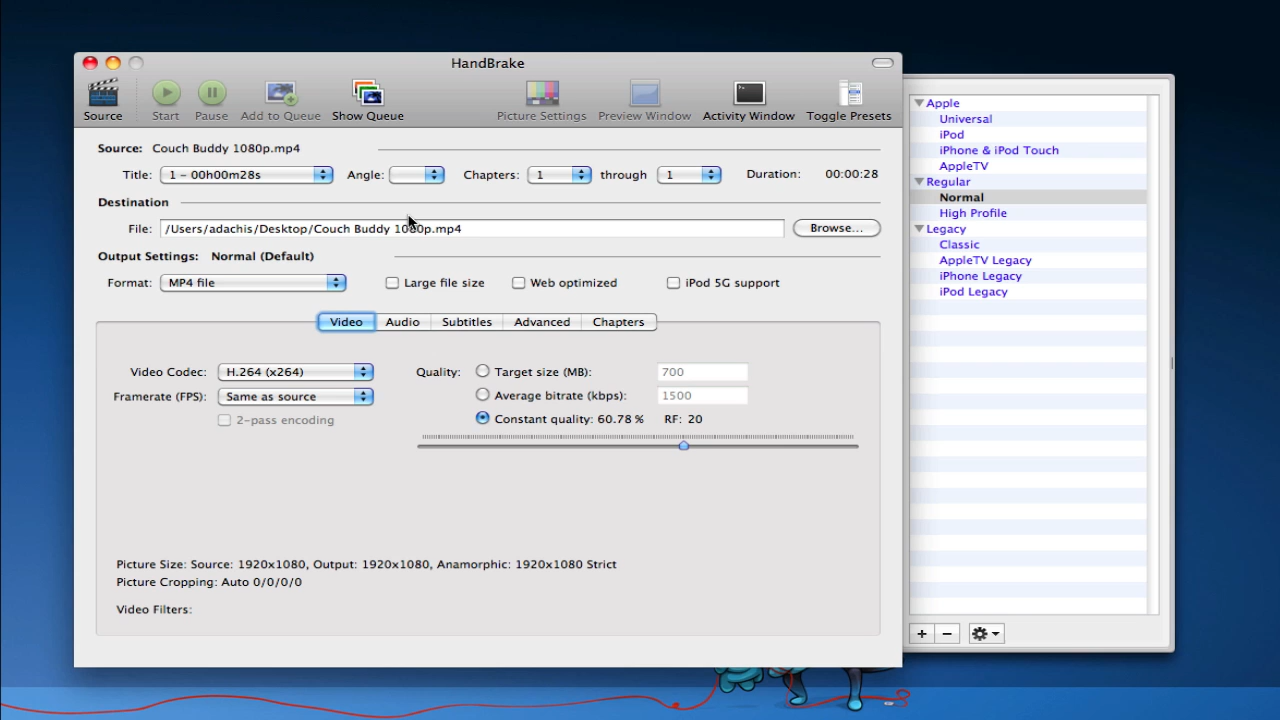 HandBrake
Source Start Pause Add to Queue Show Queue Picture Settings Preview Window Activity Window Toggle Presets
Source: Couch Buddy 1080p.mp4
Title: 1 - 00h00m28s Angle: Chapters: 1 through 1 Duration: 00:00:28
Destination
File: /Users/adachis/Desktop/Couch Buddy 1080p.mp4 Browse...
Output Settings: Normal (Default)
Format: MP4 file Large file size Web optimized iPod 5G support
Video Audio Subtitles Advanced Chapters
Video Codec: H.264 (x264) Quality: Target size (MB): 700
Framerate (FPS): Same as source Average bitrate (kbps): 1500
2-pass encoding Constant quality: 60.78 % RF: 20
Picture Size: Source: 1920x1080, Output: 1920x1080, Anamorphic: 1920x1080 Strict
Picture Cropping: Auto 0/0/0/0
Video Filters:
Apple
Universal
iPod
iPhone & iPod Touch
AppleTV
Regular
Normal
High Profile
Legacy
Classic
AppleTV Legacy
iPhone Legacy
iPod Legacy